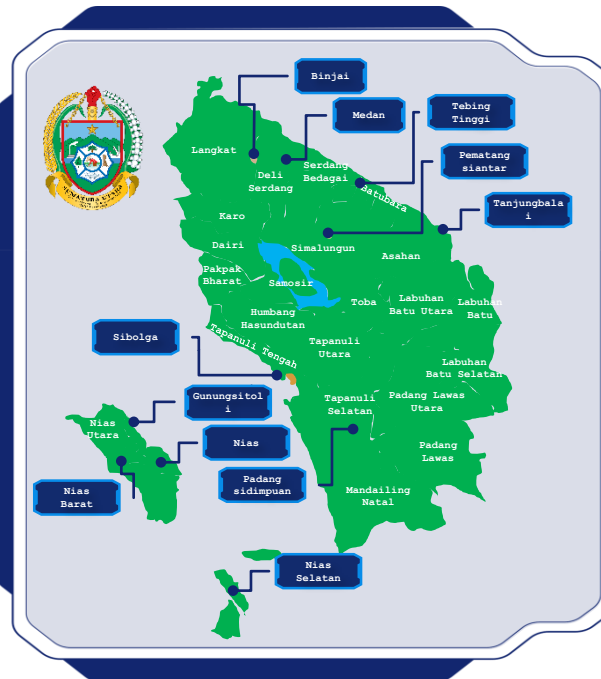 Binjai
Medan
Tebing
Tinggi
Pematang
siantar
Tanjungbala
i
Langkat
Deli
Serdang
Serdang
Bedagai
Batubara
Karo
Dairi
Simalungun
Asahan
Pakpak
Bharat
Samosir
Toba
Labuhan
Batu Utara
Labuhan
Batu
Humbang
Hasundutan
Sibolga
Tapanuli Tengah
Tapanuli
Utara
Labuhan
Batu Selatan
Gunungsitol
i
Tapanuli
Selatan
Padang Lawas
Utara
Nias
Utara
Nias
Padang
Lawas
Padang
sidimpuan
Nias
Barat
Mandailing
Natal
Nias
Selatan
SUMATERA UTARA